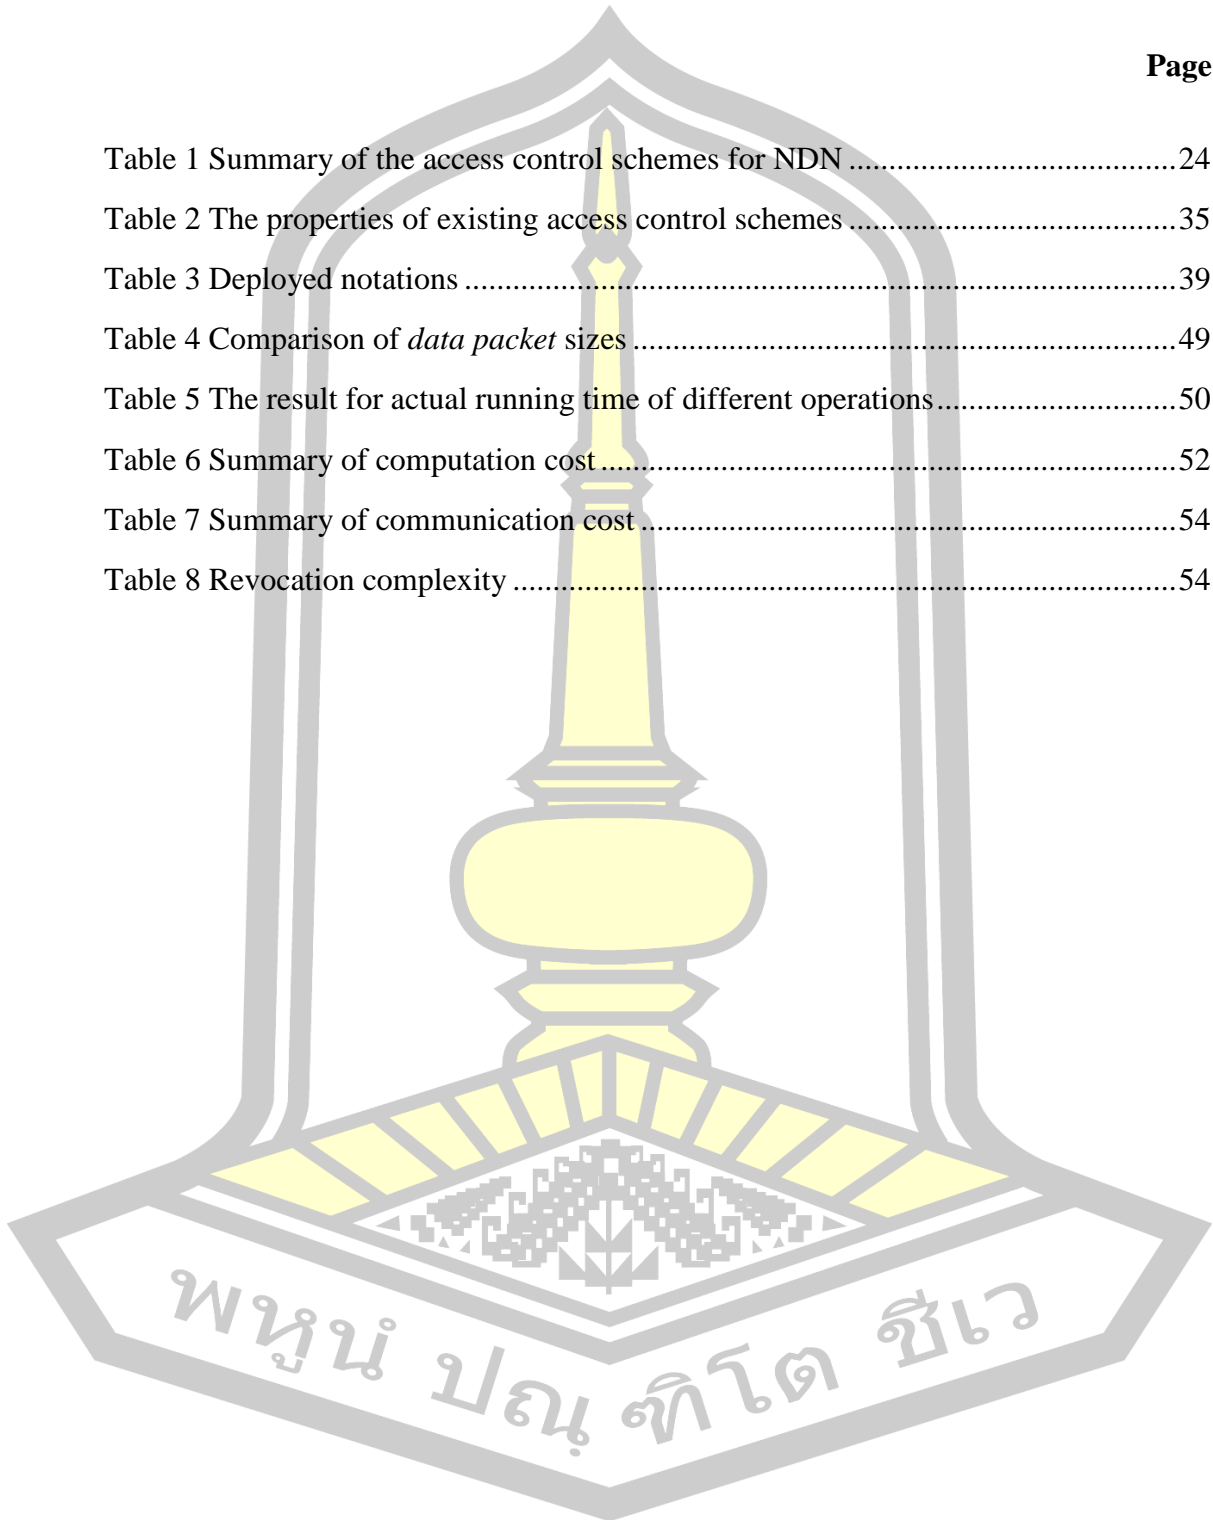 Page
Table 1 Summary of the access control schemes for NDN ........................................24
Table 2 The properties of existing access control schemes ........................................35
Table 3 Deployed notations ........................................................................................39
Table 4 Comparison of data packet sizes ...................................................................49
Table 5 The result for actual running time of different operations.............................50
Table 6 Summary of computation cost.......................................................................52
Table 7 Summary of communication cost ..................................................................54
Table 8 Revocation complexity ..................................................................................54
พหูนํ ปณฺฑิโต ชีเว